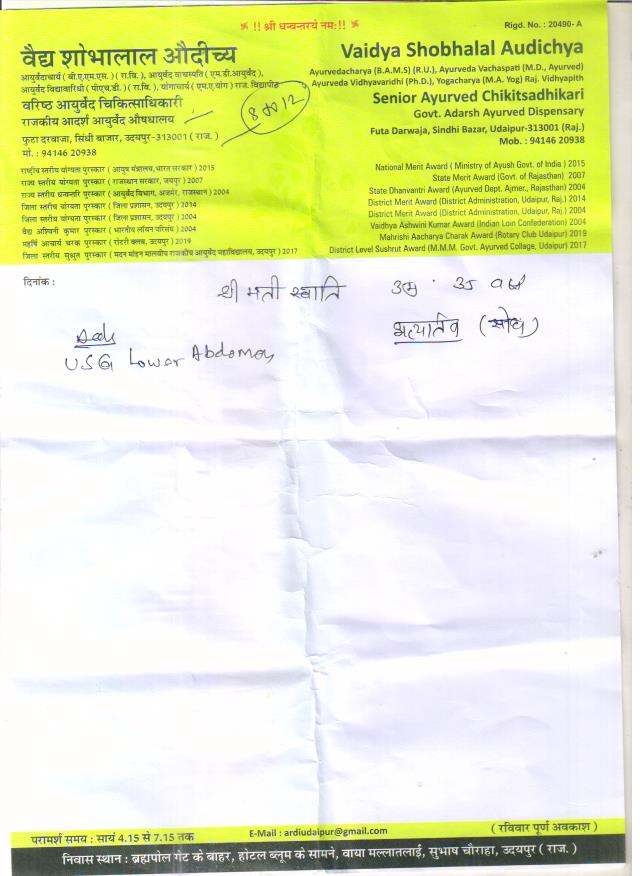 !! श्री धन्वन्तरयं नमः!!
Rigd. No. : 20490- A
वैद्य शोभालाल औदीच्य
आयुर्वेदाचार्य ( बी.ए.एम.एस. ) ( रा.वि. ), आयुर्वेद वाचस्पति ( एम.डी.आयुर्वेद ),
आयुर्वेद विद्यावारिधी ( पीएच.डी. ) ( रा.वि. ), योगाचार्य ( एम.ए.योग ) राज. विद्यापीठ
वरिष्ठ आयुर्वेद चिकित्साधिकारी
राजकीय आदर्श आयुर्वेद औषधालय
फुटा दरवाजा, सिंधी बाजार, उदयपुर-313001 ( राज. )
मो. : 94146 20938
Vaidya Shobhalal Audichya
Ayurvedacharya (B.A.M.S) (R.U.), Ayurveda Vachaspati (M.D., Ayurved)
Ayurveda Vidhyavaridhi (Ph.D.), Yogacharya (M.A. Yog) Raj. Vidhyapith
Senior Ayurved Chikitsadhikari
Govt. Adarsh Ayurved Dispensary
Futa Darwaja, Sindhi Bazar, Udaipur-313001 (Raj.)
Mob. : 94146 20938
राष्ट्रीय स्तरीय योग्यता पुरस्कार ( आयुष मंत्रालय,भारत सरकार ) 2015
राज्य स्तरीय योग्यता पुरस्कार ( राजस्थान सरकार, जयपुर ) 2007
राज्य स्तरीय धन्वन्तरि पुरस्कार ( आयुर्वेद विभाग, अजमेर, राजस्थान ) 2004
जिला स्तरीय योग्यता पुरस्कार ( जिला प्रशासन, उदयपुर ) 2014
जिला स्तरीय योग्यता पुरस्कार ( जिला प्रशासन, उदयपुर ) 2004
वैद्य अश्विनी कुमार पुरस्कार ( भारतीय लॉयन परिसंघ ) 2004
महर्षि आचार्य चरक पुरस्कार ( रोटरी क्लब, उदयपुर ) 2019
जिला स्तरीय सुश्रुत पुरस्कार ( मदन मोहन मालवीय राजकीय आयुर्वेद महाविद्यालय, उदयपुर ) 2017
National Merit Award ( Ministry of Ayush Govt. of India ) 2015
State Merit Award (Govt. of Rajasthan) 2007
State Dhanvantri Award (Ayurved Dept. Ajmer., Rajasthan) 2004
District Merit Award (District Administration, Udaipur, Raj.) 2014
District Merit Award (District Administration, Udaipur, Raj.) 2004
Vaidhya Ashwini Kumar Award (Indian Loin Confederation) 2004
Mahrishi Aacharya Charak Award (Rotary Club Udaipur) 2019
District Level Sushrut Award (M.M.M. Govt. Ayurved Collage, Udaipur) 2017
दिनांक :
श्री मती स्वाति
अत्यार्तव
USG Lower Abdomen
परामर्श समय : सायं 4.15 से 7.15 तक
E-Mail : ardiudaipur@gmail.com
( रविवार पूर्ण अवकाश )
निवास स्थान : ब्रह्मपोल गेट के बाहर, होटल ब्लूम के सामने, वाया मल्लातलाई, सुभाष चौराहा, उदयपुर ( राज. )